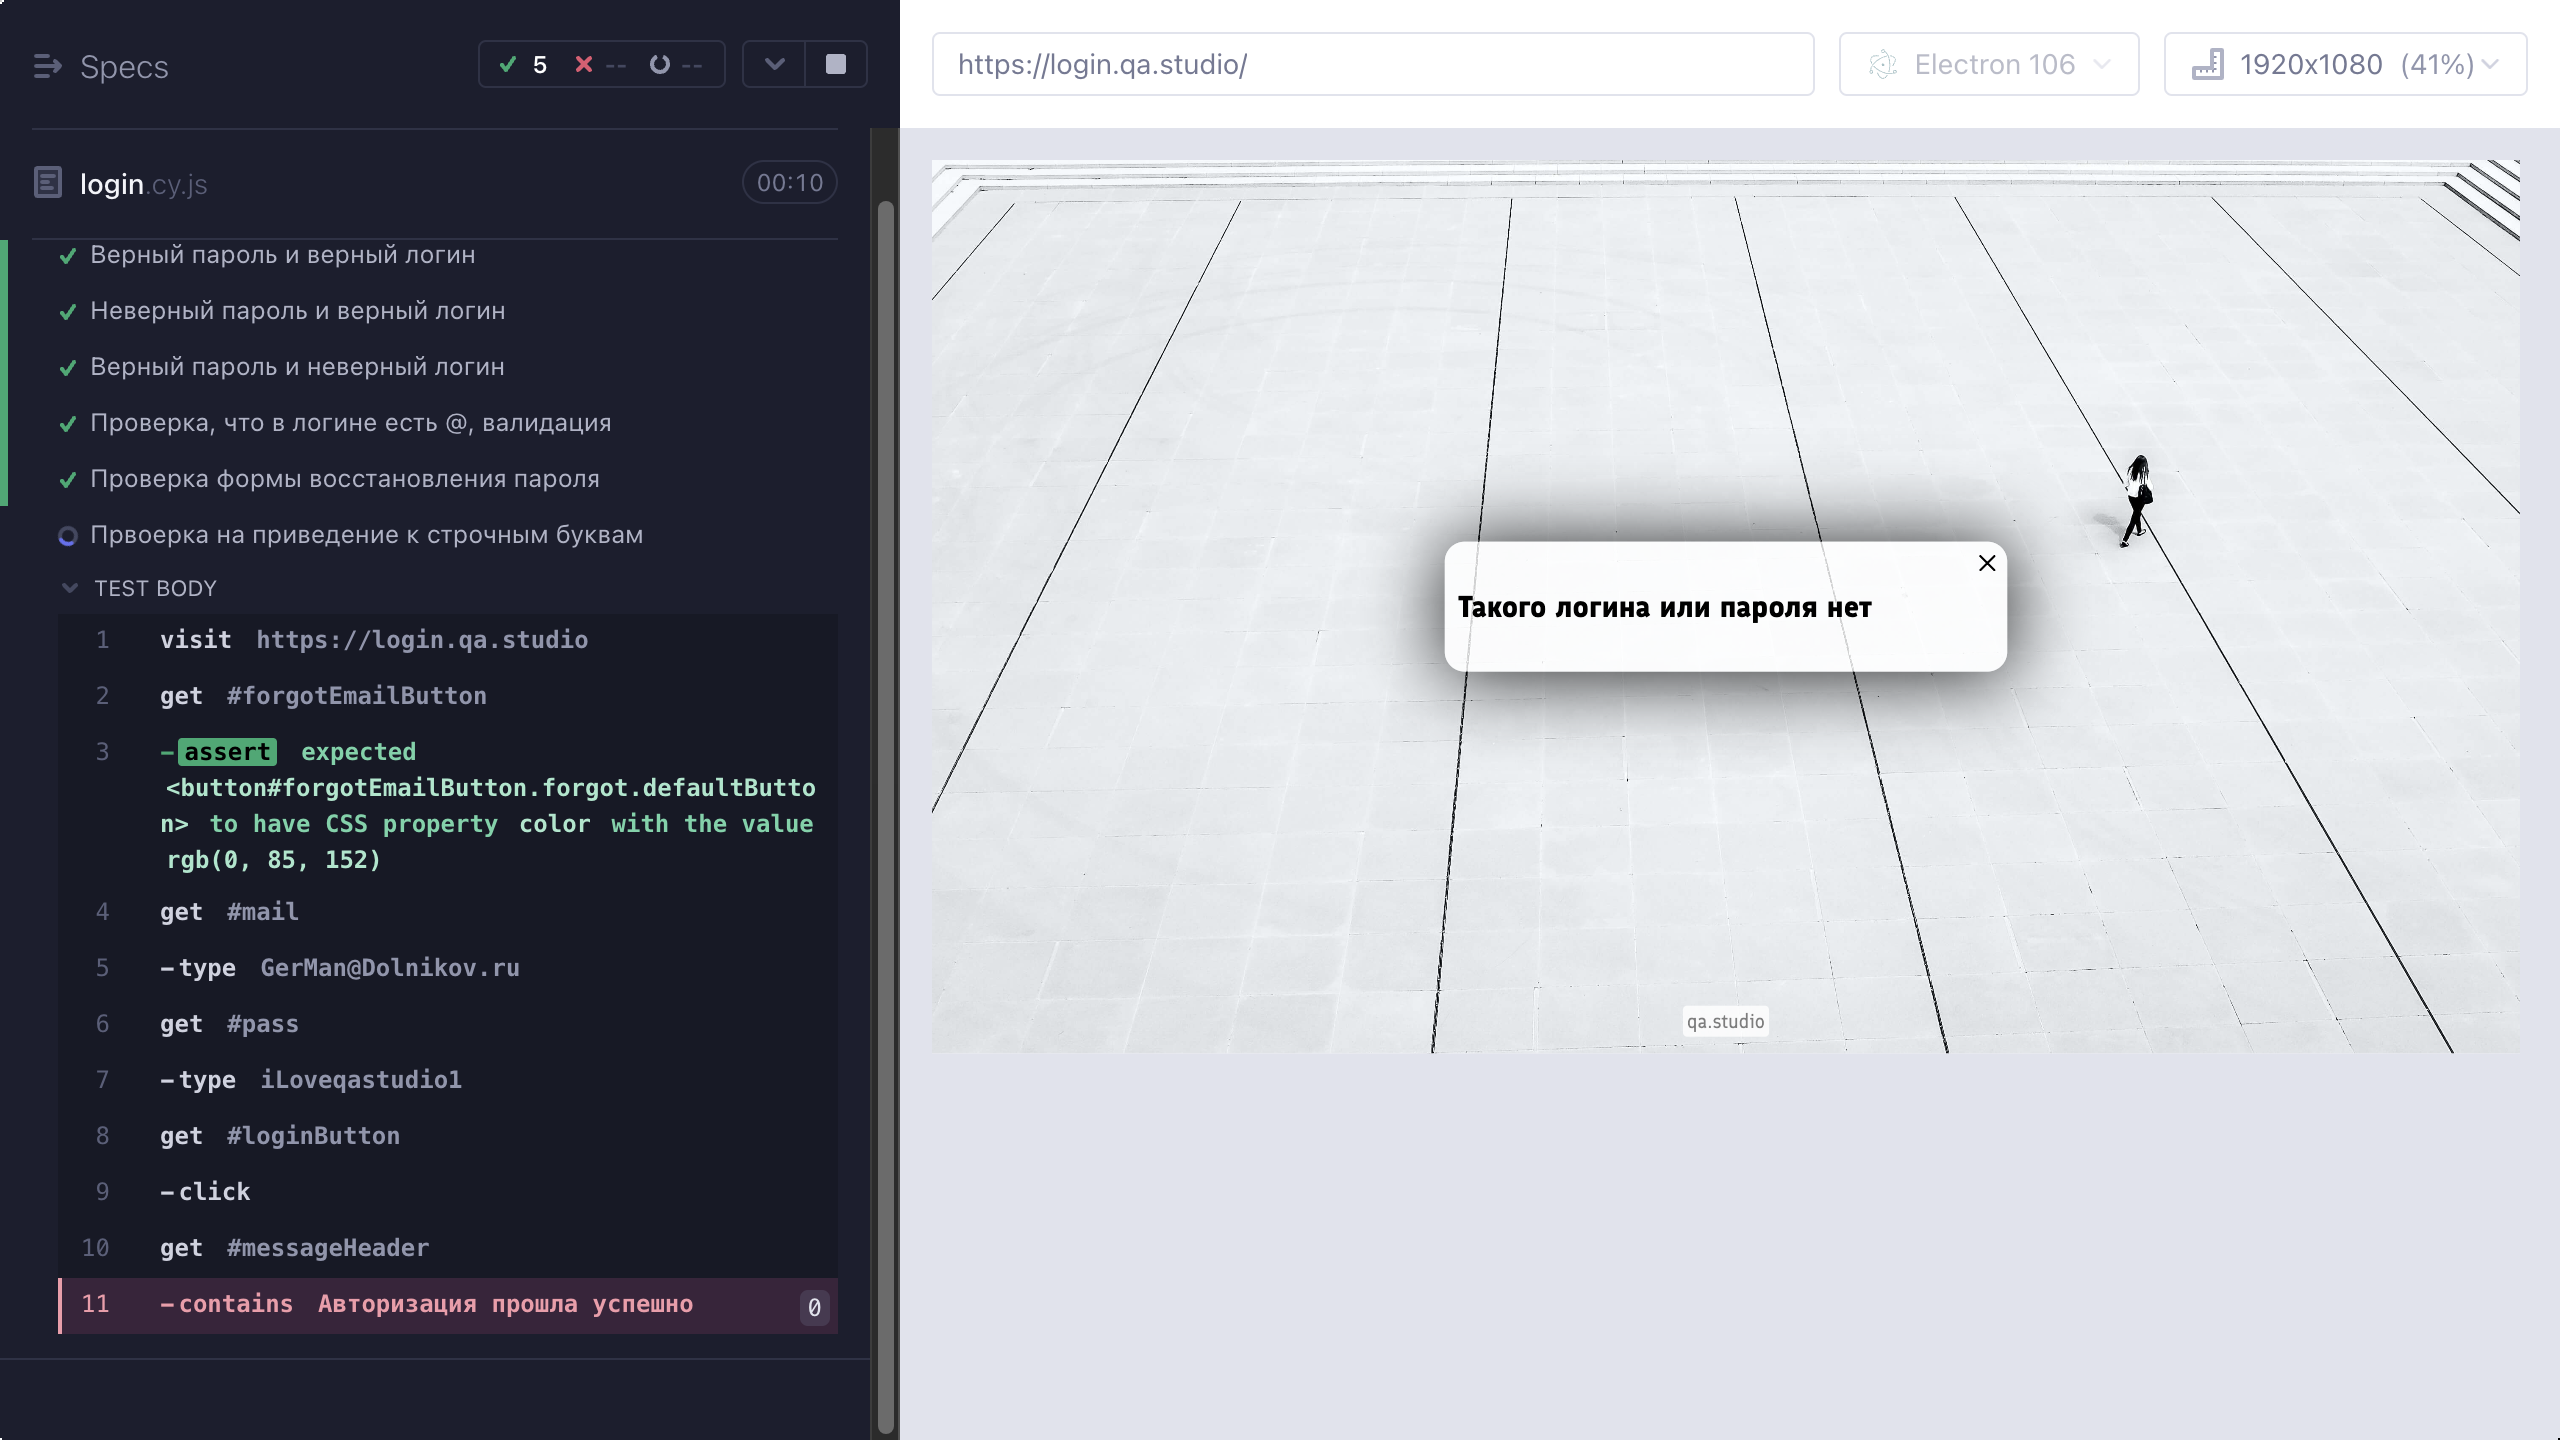 Specs
5 -- --
login.cy.js 00:10
Верный пароль и верный логин
Неверный пароль и верный логин
Верный пароль и неверный логин
Проверка, что в логине есть @, валидация
Проверка формы восстановления пароля
Првоерка на приведение к строчным буквам
TEST BODY
1 visit https://login.qa.studio
2 get #forgotEmailButton
3 -assert expected
<button#forgotEmailButton.forgot.defaultButto
n> to have CSS property color with the value
rgb(0, 85, 152)
4 get #mail
5 -type GerMan@Dolnikov.ru
6 get #pass
7 -type iLoveqastudio1
8 get #loginButton
9 -click
10 get #messageHeader
11 -contains Авторизация прошла успешно 0
https://login.qa.studio/
Electron 106
1920x1080 (41%)
Такого логина или пароля нет
qa.studio